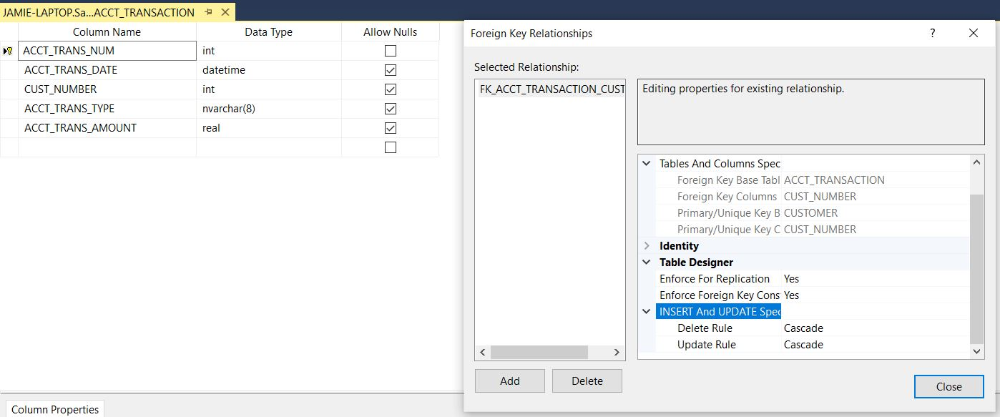 JAMIE-LAPTOP.Sa...ACCT_TRANSACTION
Column Name Data Type Allow Nulls
ACCT_TRANS_NUM int
ACCT_TRANS_DATE datetime
CUST_NUMBER int
ACCT_TRANS_TYPE nvarchar(8)
ACCT_TRANS_AMOUNT real
Column Properties
Foreign Key Relationships ?
Selected Relationship:
FK_ACCT_TRANSACTION_CUST
Add Delete
Editing properties for existing relationship.
Tables And Columns Spec
Foreign Key Base Tabl ACCT_TRANSACTION
Foreign Key Columns CUST_NUMBER
Primary/Unique Key B CUSTOMER
Primary/Unique Key C CUST_NUMBER
Identity
Table Designer
Enforce For Replication Yes
Enforce Foreign Key Cons Yes
INSERT And UPDATE Spec
Delete Rule Cascade
Update Rule Cascade
Close